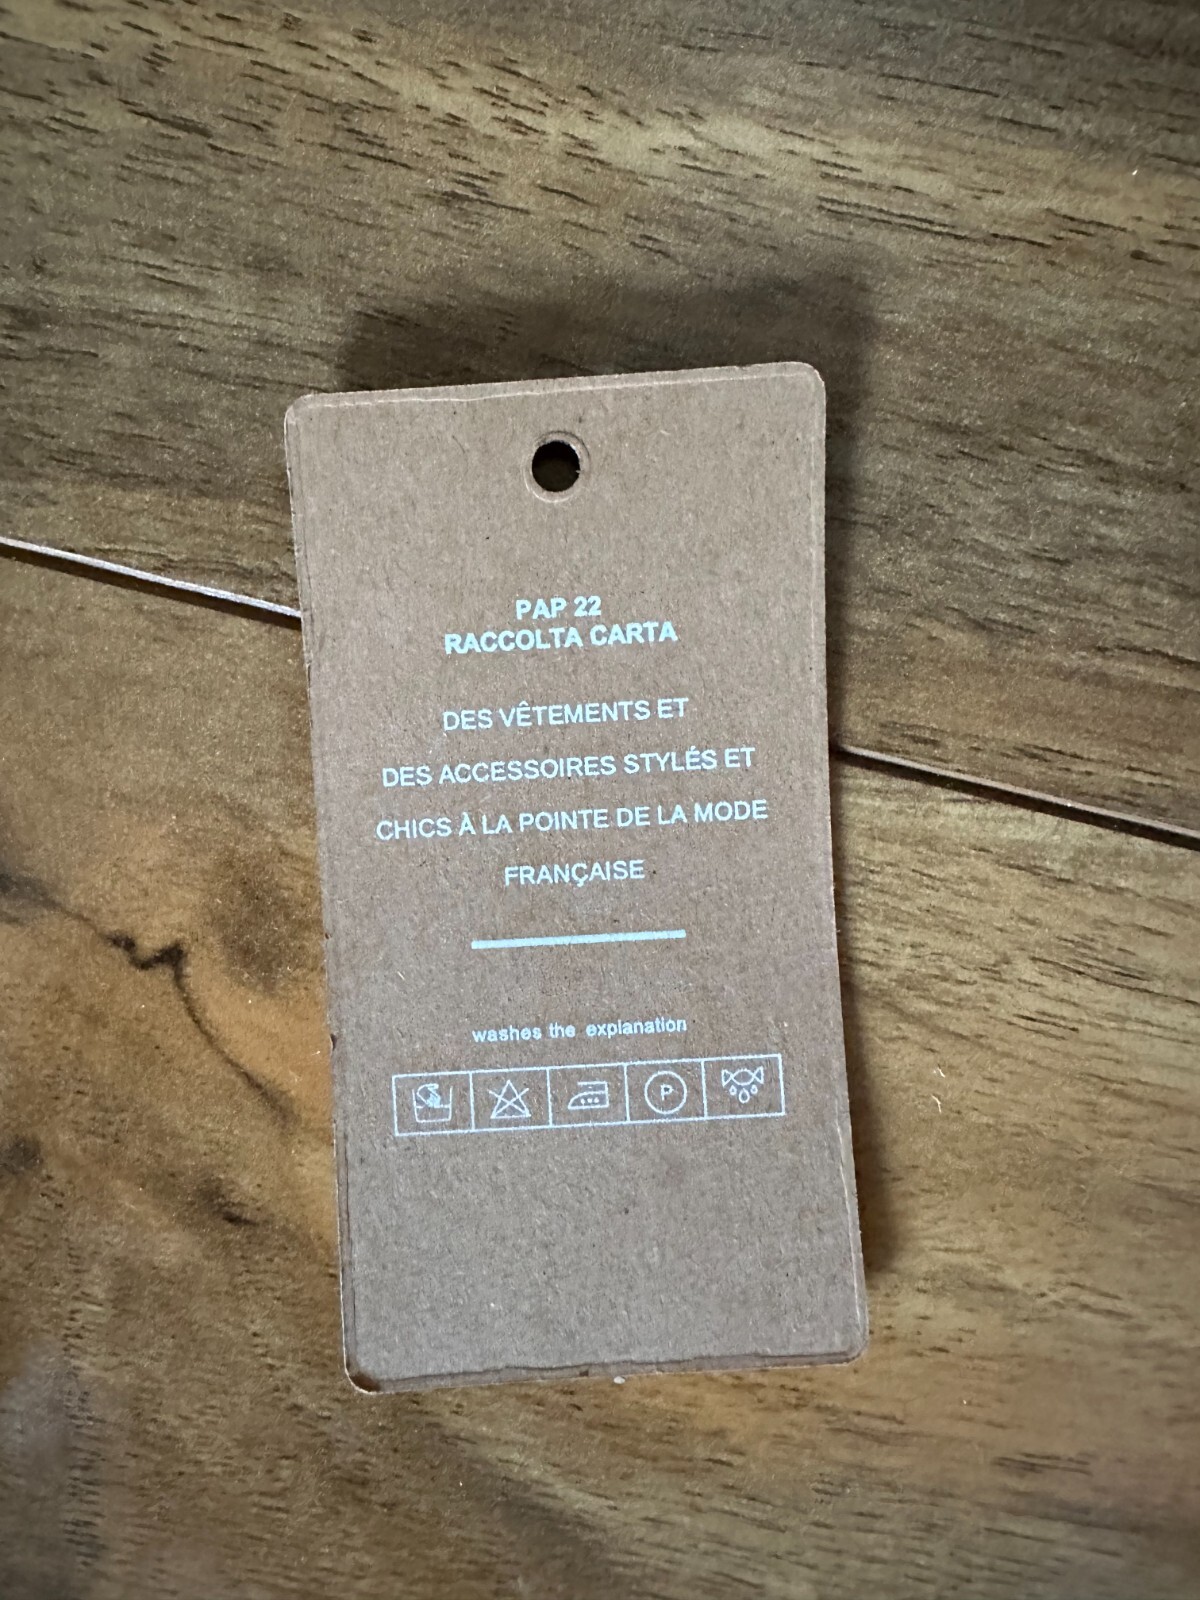 PAP 22
RACCOLTA CARTA
DES VÊTEMENTS ET
DES ACCESSOIRES STYLÉS ET
CHICS À LA POINTE DE LA MODE
FRANÇAISE
washes the explanation
P